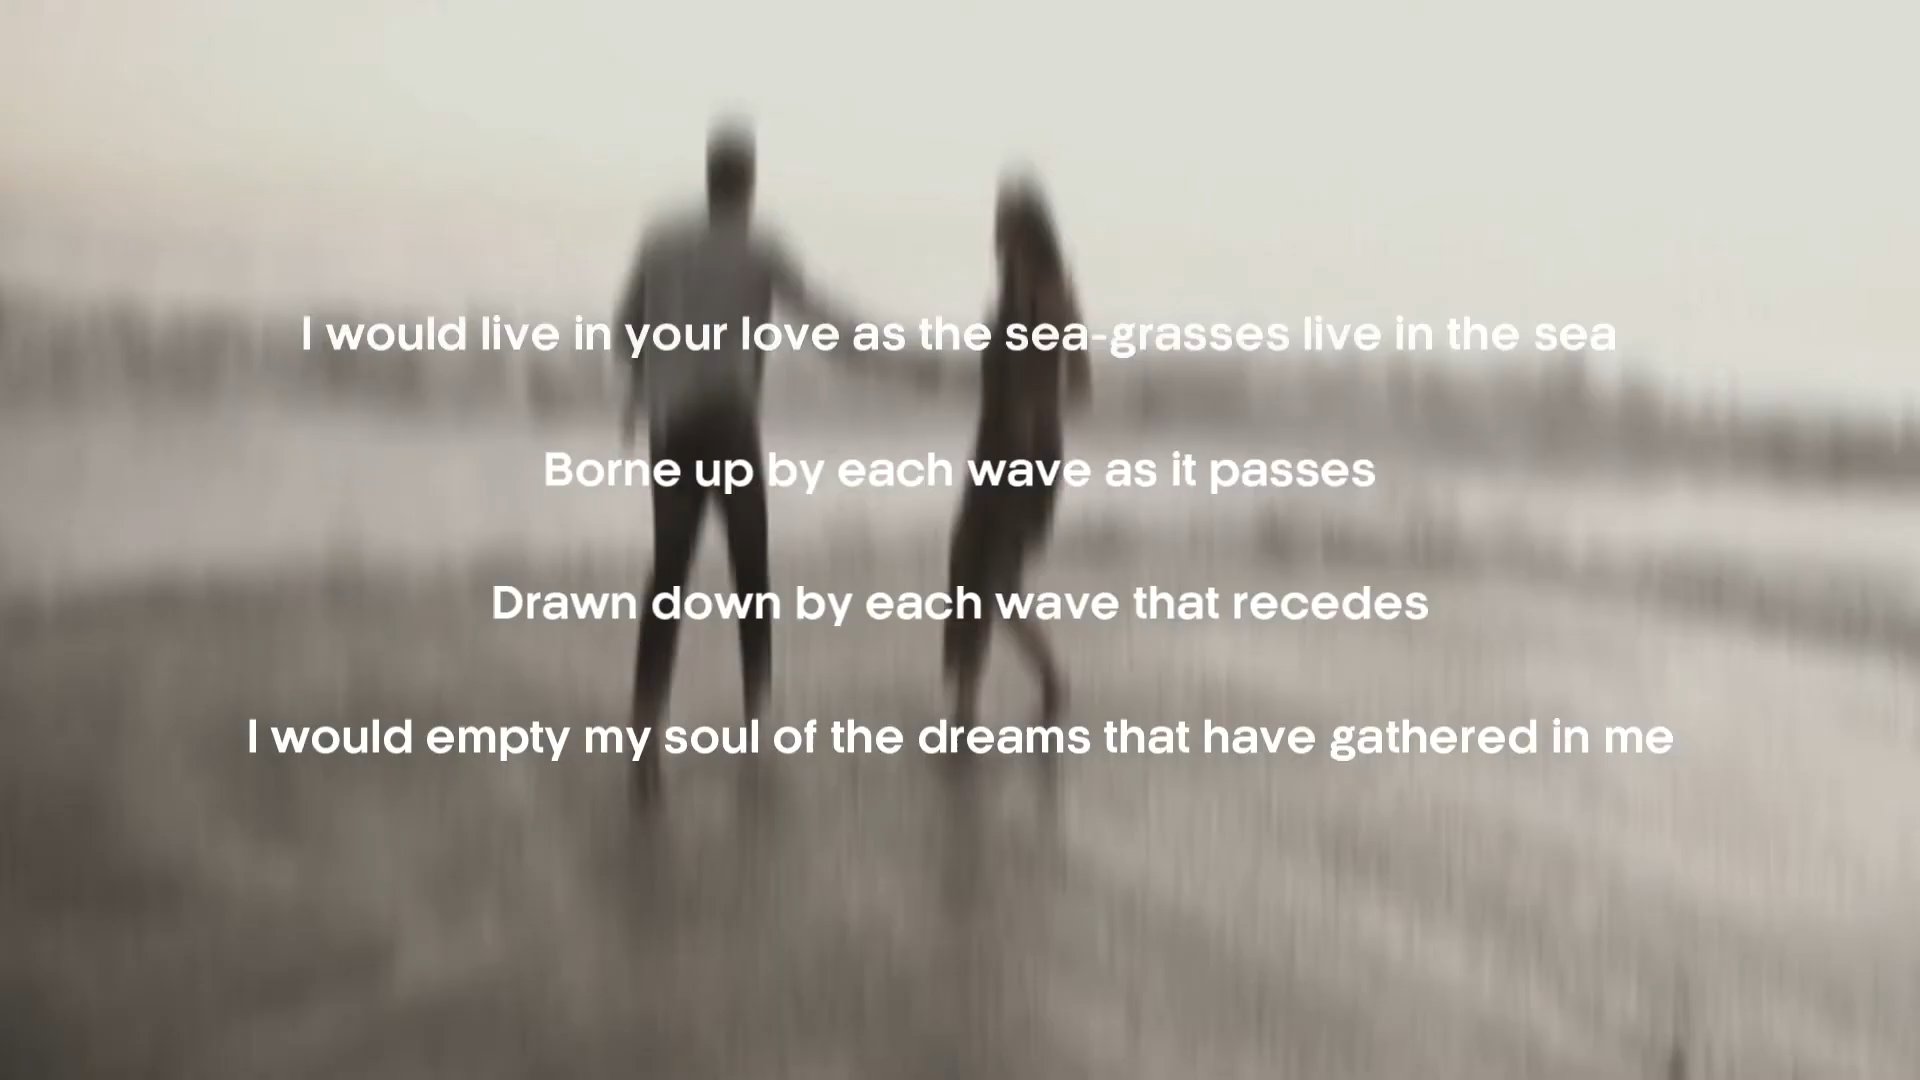 I would live in your love as the sea-grasses live in the sea
Borne up by each wave as it passes
Drawn down by each wave that recedes
I would empty my soul of the dreams that have gathered in me